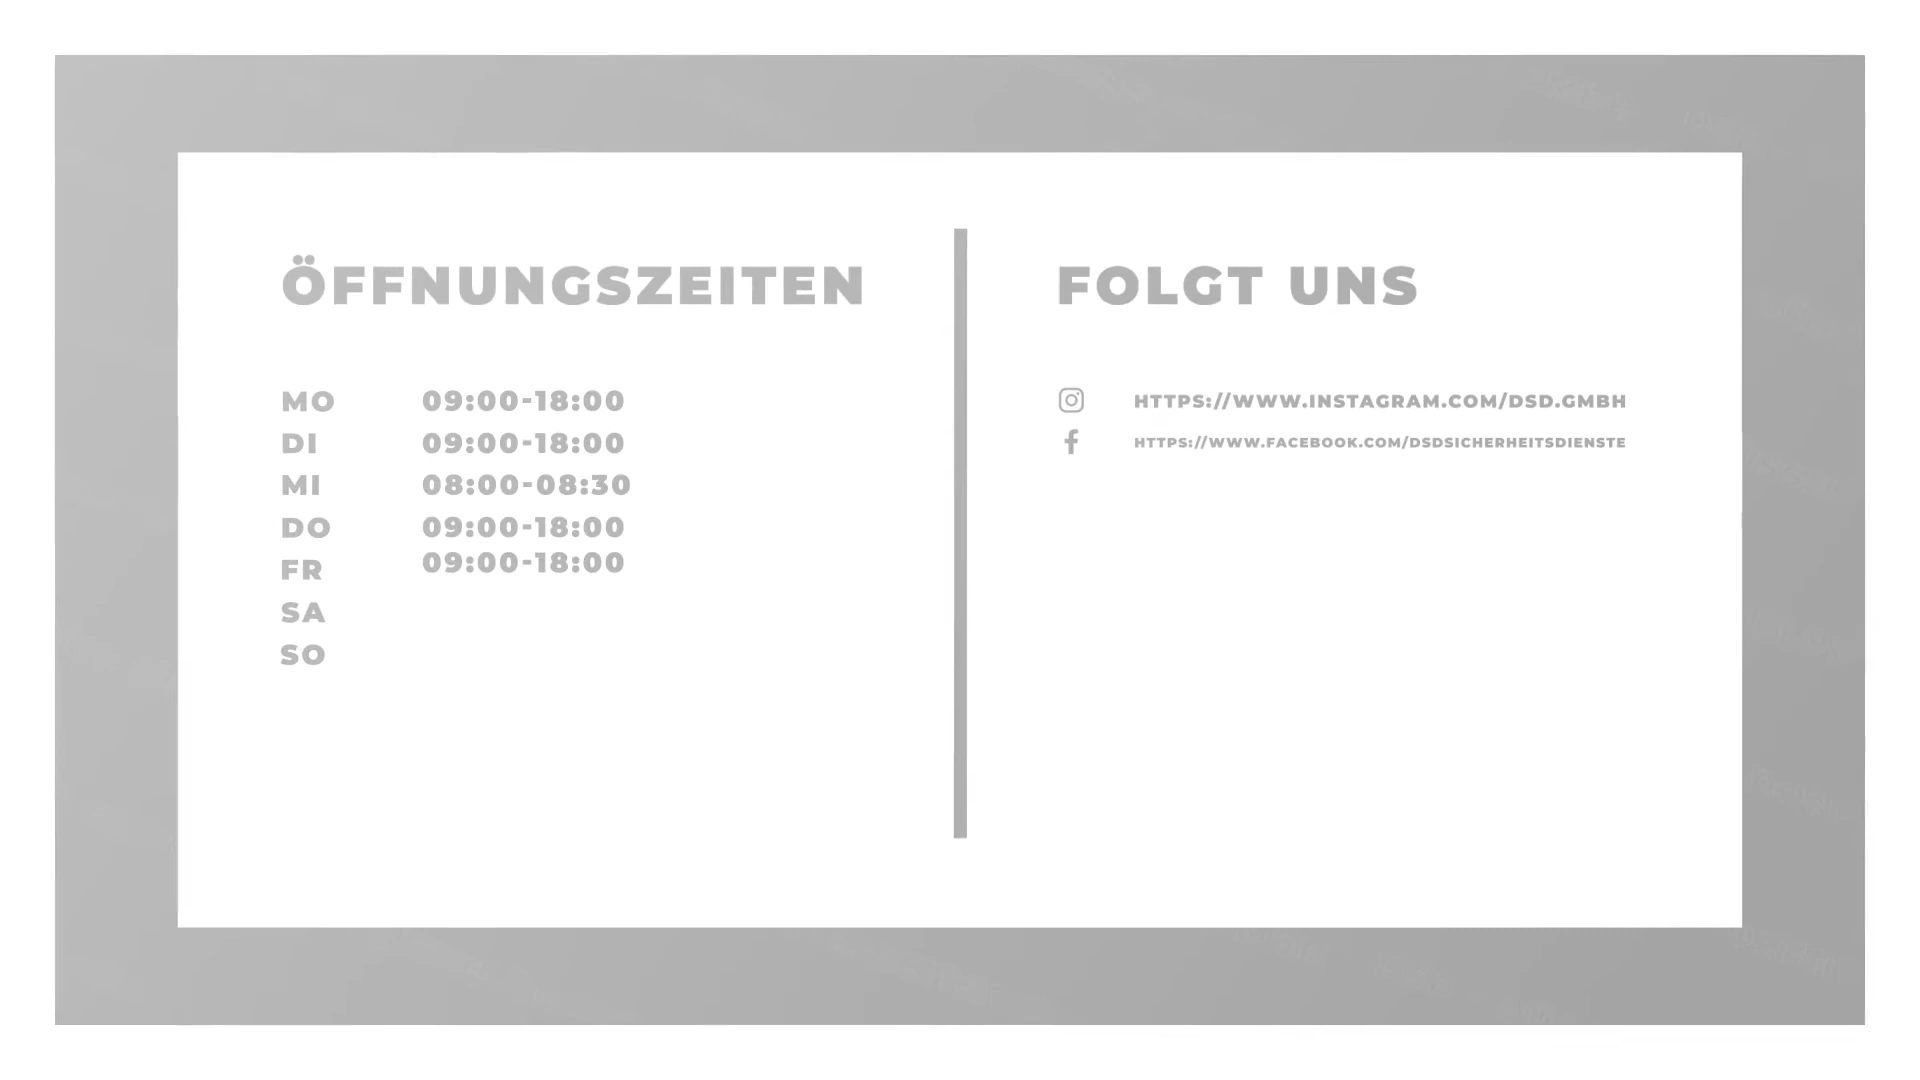 ÖFFNUNGSZEITEN
MO 09:00-18:00
DI 09:00-18:00
MI 08:00-08:30
DO 09:00-18:00
FR 09:00-18:00
SA
SO
FOLGT UNS
HTTPS://WWW.INSTAGRAM.COM/DSD.GMBH
HTTPS://WWW.FACEBOOK.COM/DSDSICHERHEITSDIENSTE